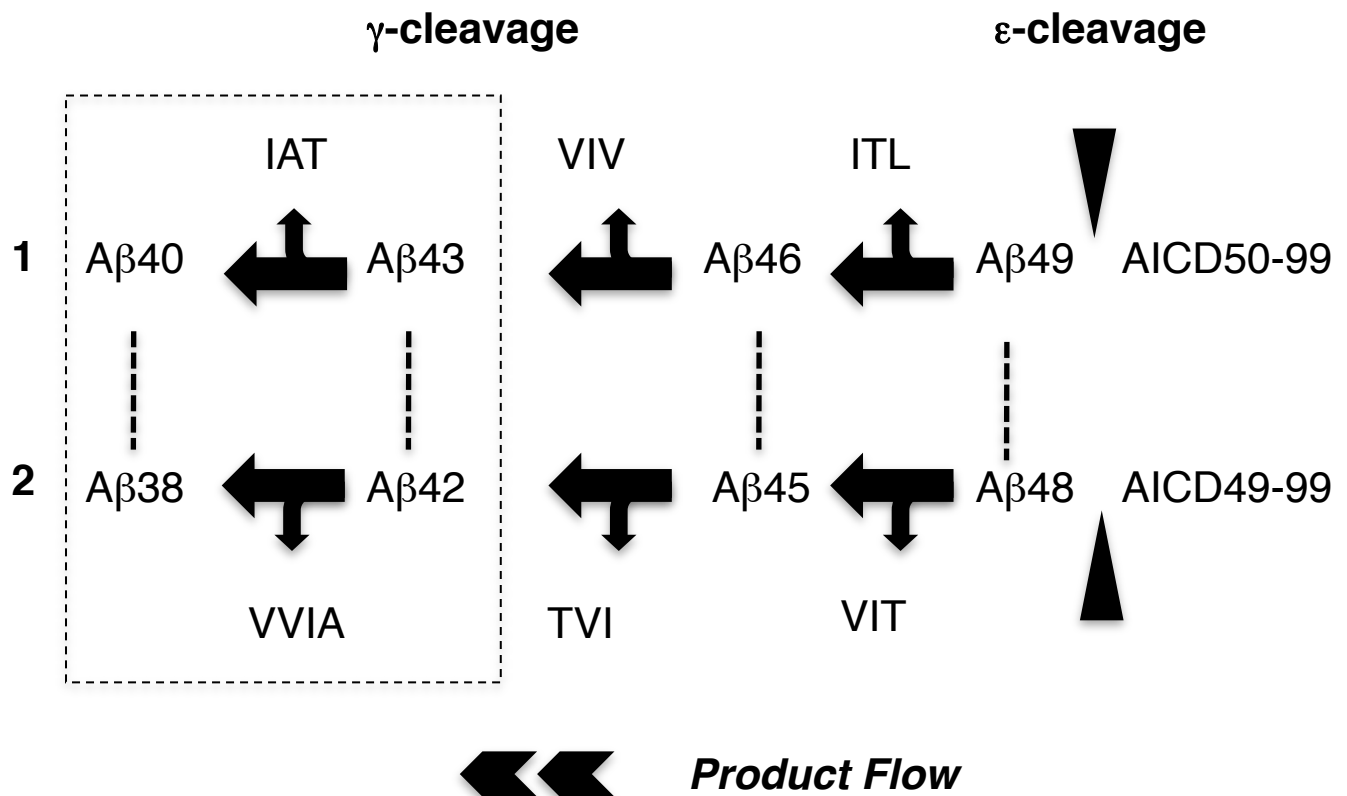 γ-cleavage ε-cleavage
IAT VIV ITL
1 Aβ40 Aβ43 Aβ46 Aβ49 AICD50-99
2 Aβ38 Aβ42 Aβ45 Aβ48 AICD49-99
VVIA TVI VIT
Product Flow